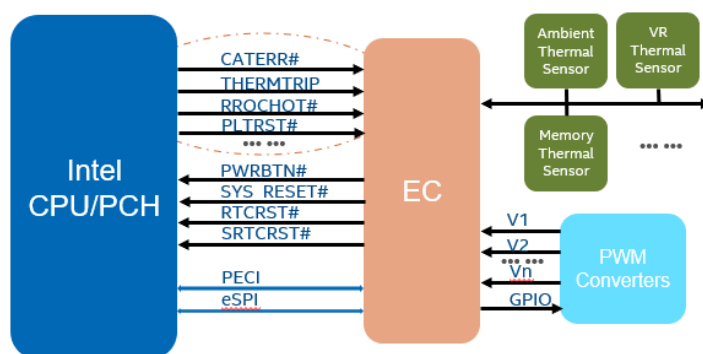 Intel
CPU/PCH
CATERR#
THERMTRIP
RROCHOT#
PLTRST#
... ...
PWRBTN#
SYS_RESET#
RTCRST#
SRTCRST#
PECI
eSPI
EC
Ambient
Thermal
Sensor
VR
Thermal
Sensor
Memory
Thermal
Sensor
... ...
V1
V2
... ...
Vn
GPIO
PWM
Converters